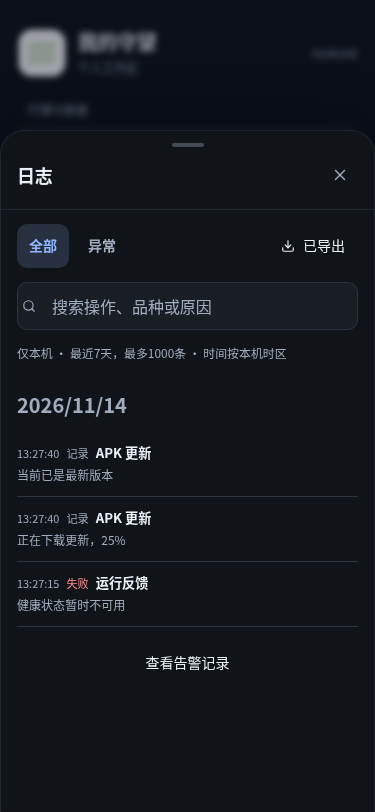 我的守望
Android
日志
全部
异常
已导出
搜索操作、品种或原因
仅本机 · 最近7天，最多1000条 · 时间按本机时区
2026/11/14
13:27:40 记录 APK 更新
当前已是最新版本
13:27:40 记录 APK 更新
正在下载更新，25%
13:27:15 失败 运行反馈
健康状态暂时不可用
查看告警记录